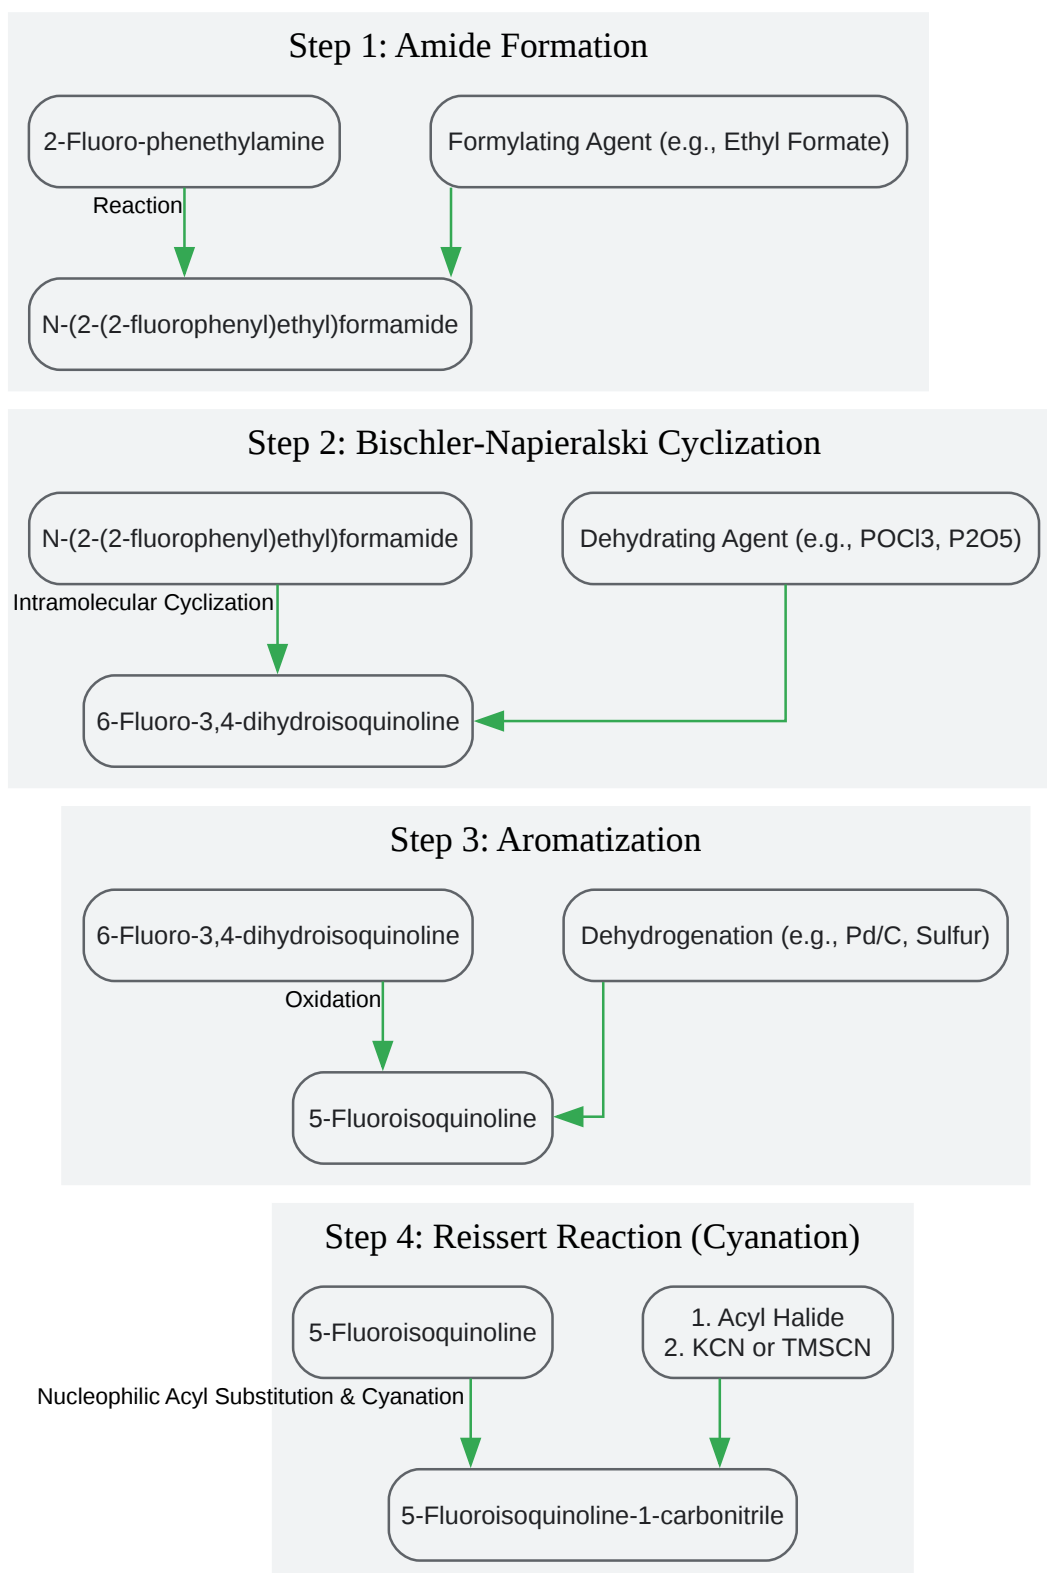 Step 1: Amide Formation
2-Fluoro-phenethylamine
Formylating Agent (e.g., Ethyl Formate)
Reaction
N-(2-(2-fluorophenyl)ethyl)formamide
Step 2: Bischler-Napieralski Cyclization
N-(2-(2-fluorophenyl)ethyl)formamide
Dehydrating Agent (e.g., POCl3, P2O5)
Intramolecular Cyclization
6-Fluoro-3,4-dihydroisoquinoline
Step 3: Aromatization
6-Fluoro-3,4-dihydroisoquinoline
Dehydrogenation (e.g., Pd/C, Sulfur)
Oxidation
5-Fluoroisoquinoline
Step 4: Reissert Reaction (Cyanation)
5-Fluoroisoquinoline
1. Acyl Halide
2. KCN or TMSCN
Nucleophilic Acyl Substitution & Cyanation
5-Fluoroisoquinoline-1-carbonitrile